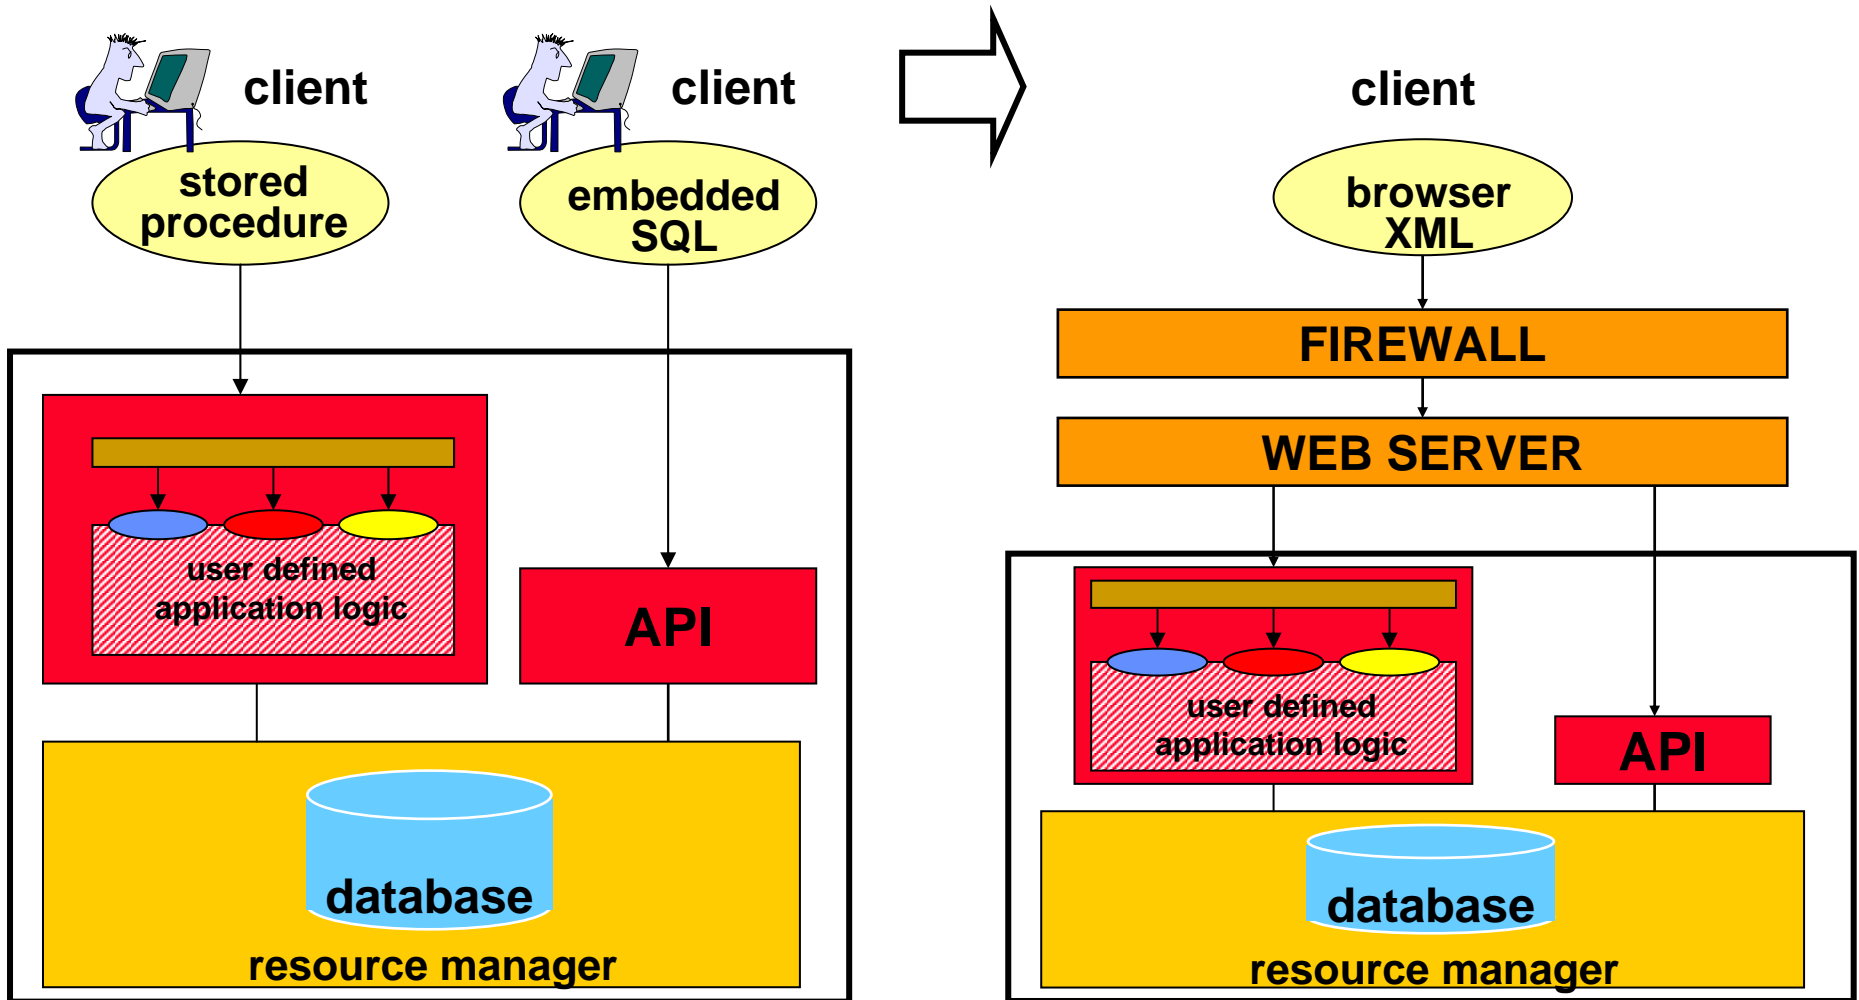 client
stored
procedure
client
embedded
SQL
user defined
application logic
API
database
resource manager
client
browser
XML
FIREWALL
WEB SERVER
user defined
application logic
API
database
resource manager